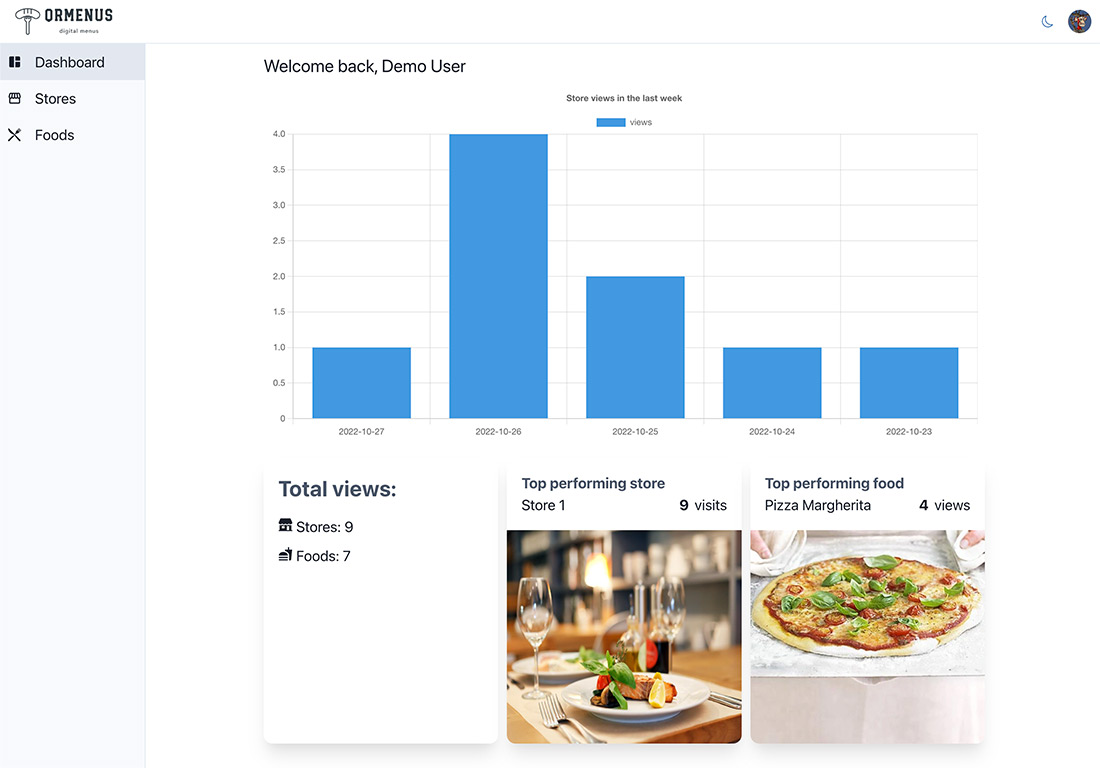 ORMENUS
digital menus
Dashboard
Stores
Foods
Welcome back, Demo User
Store views in the last week
views
4.0
3.5
3.0
2.5
2.0
1.5
1.0
0.5
0
2022-10-27 2022-10-26 2022-10-25 2022-10-24 2022-10-23
Total views:
Stores: 9
Foods: 7
Top performing store
Store 1 9 visits
Top performing food
Pizza Margherita 4 views